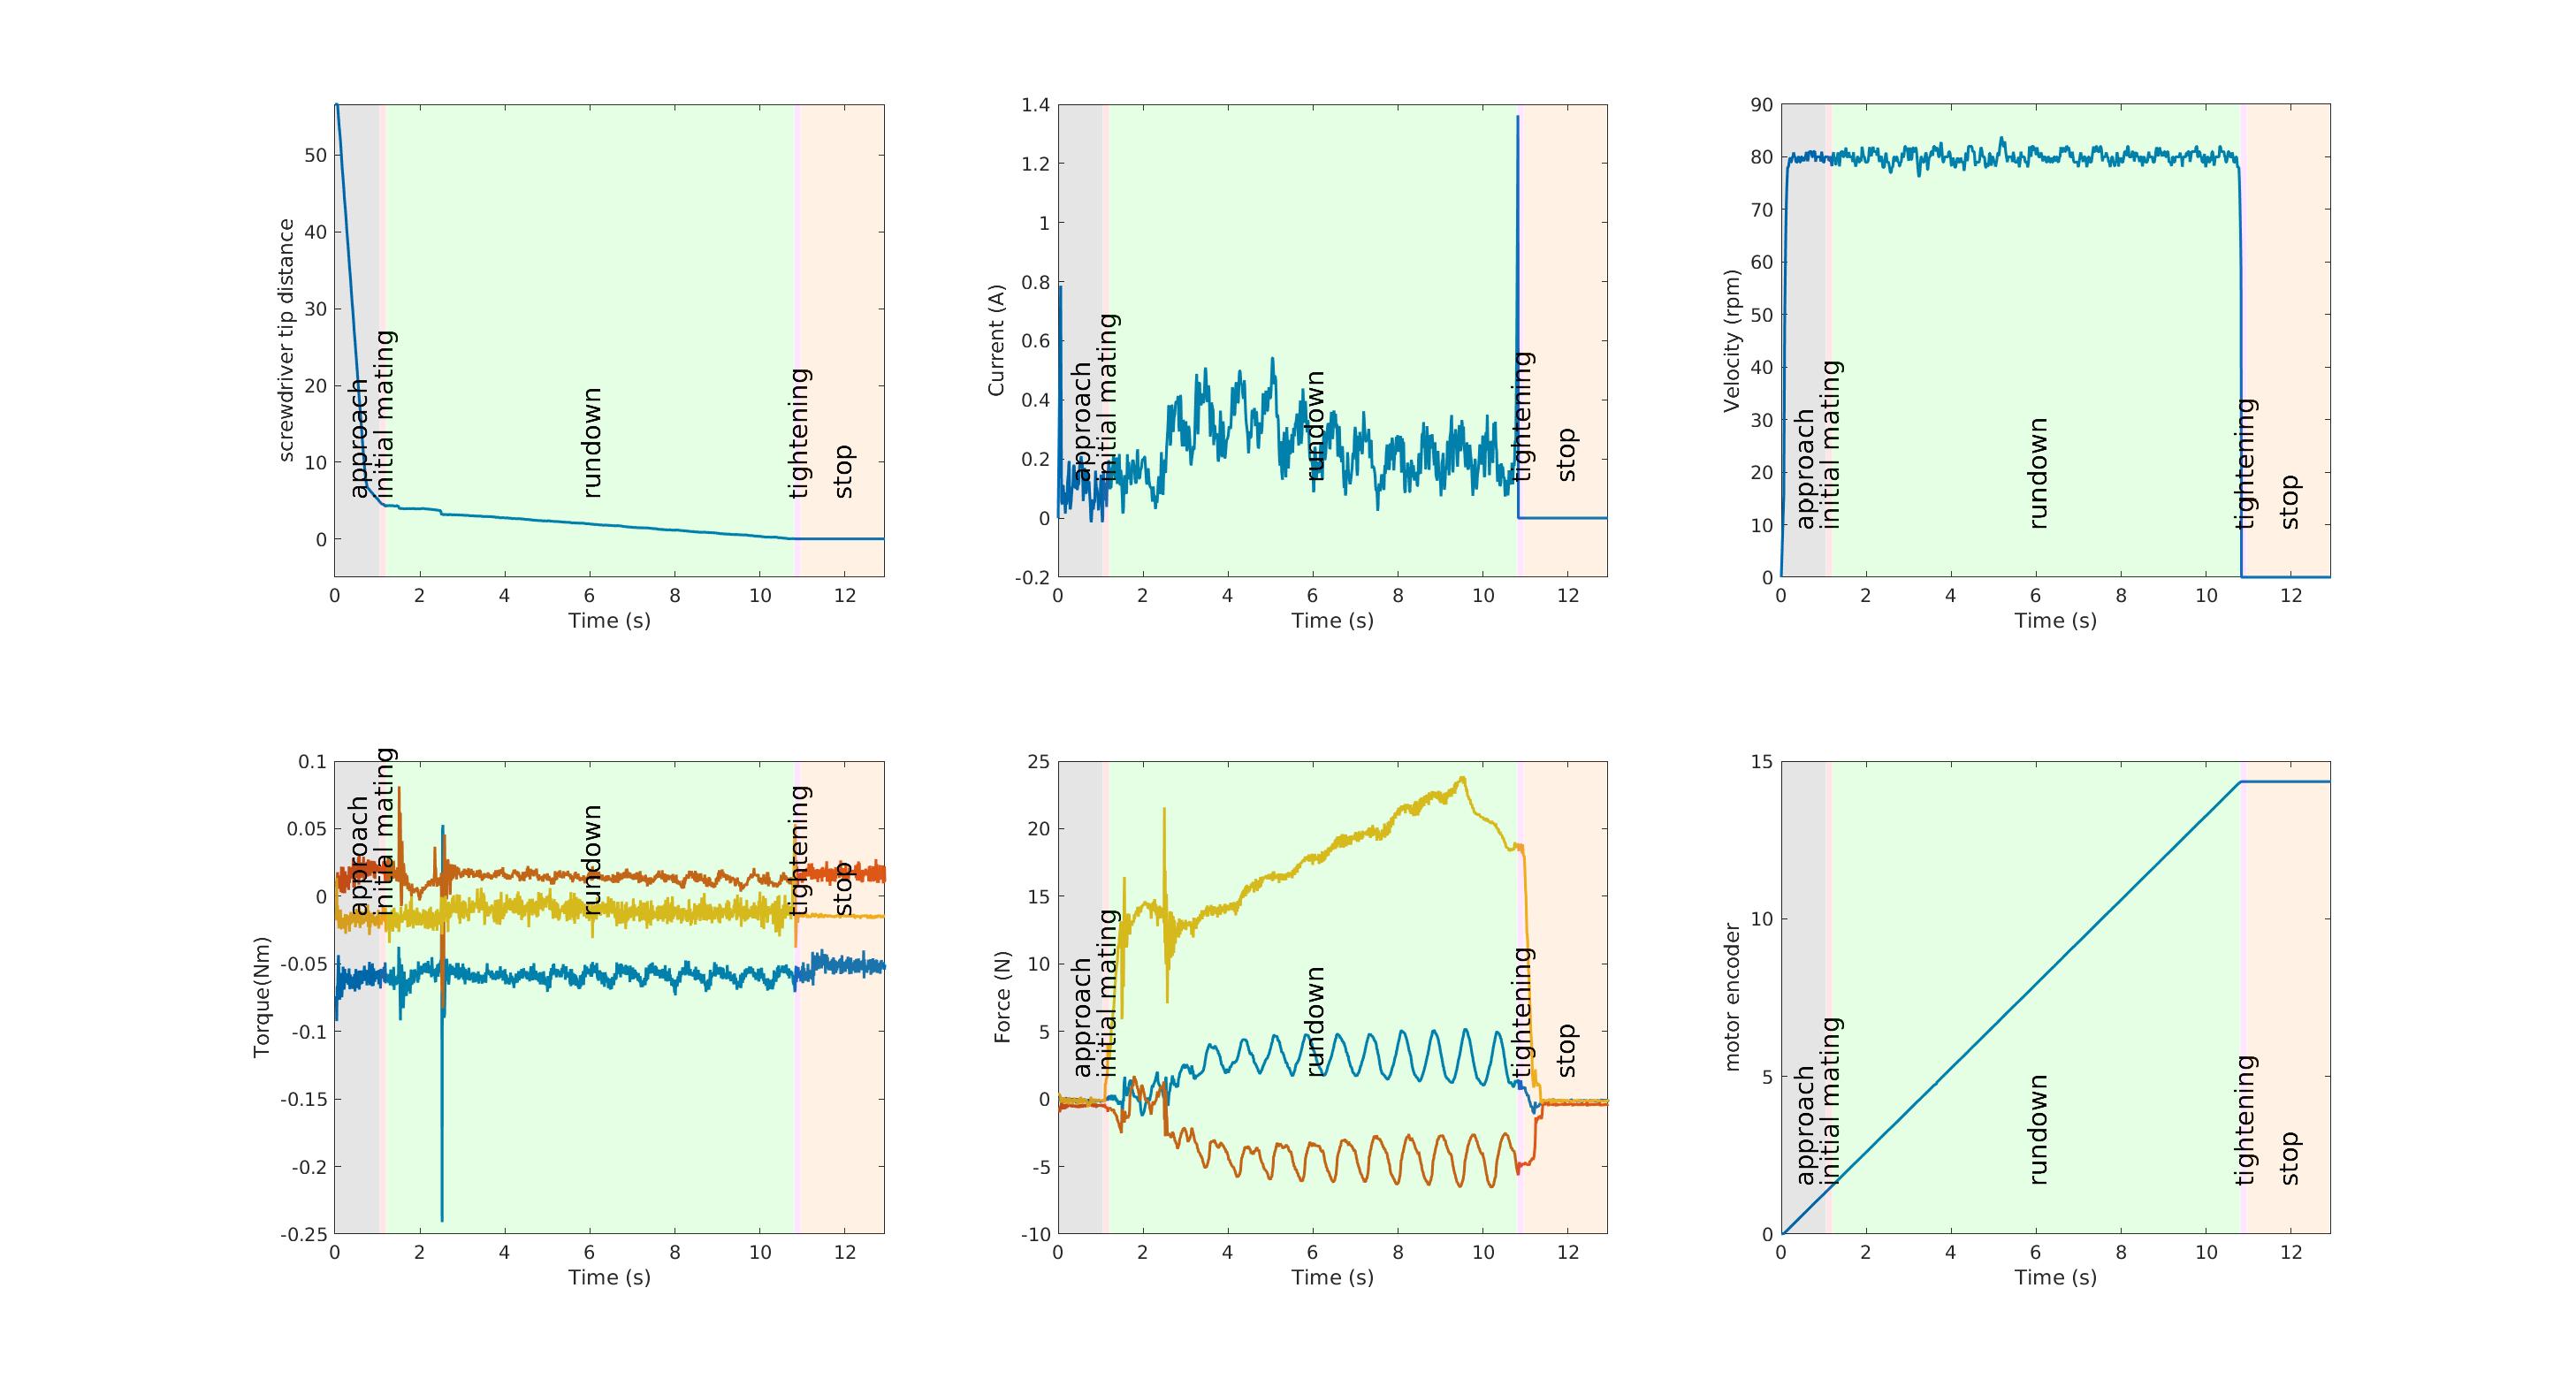 screwdriver tip distance
50
40
30
20
10
0
approach
initial mating
rundown
tightening
stop
0 2 4 6 8 10 12
Time (s)
Current (A)
1.4
1.2
1
0.8
0.6
0.4
0.2
0
-0.2
approach
initial mating
rundown
tightening
stop
0 2 4 6 8 10 12
Time (s)
Velocity (rpm)
90
80
70
60
50
40
30
20
10
0
approach
initial mating
rundown
tightening
stop
0 2 4 6 8 10 12
Time (s)
Torque(Nm)
0.1
0.05
0
-0.05
-0.1
-0.15
-0.2
-0.25
approach
initial mating
rundown
tightening
stop
0 2 4 6 8 10 12
Time (s)
Force (N)
25
20
15
10
5
0
-5
-10
approach
initial mating
rundown
tightening
stop
0 2 4 6 8 10 12
Time (s)
motor encoder
15
10
5
0
approach
initial mating
rundown
tightening
stop
0 2 4 6 8 10 12
Time (s)